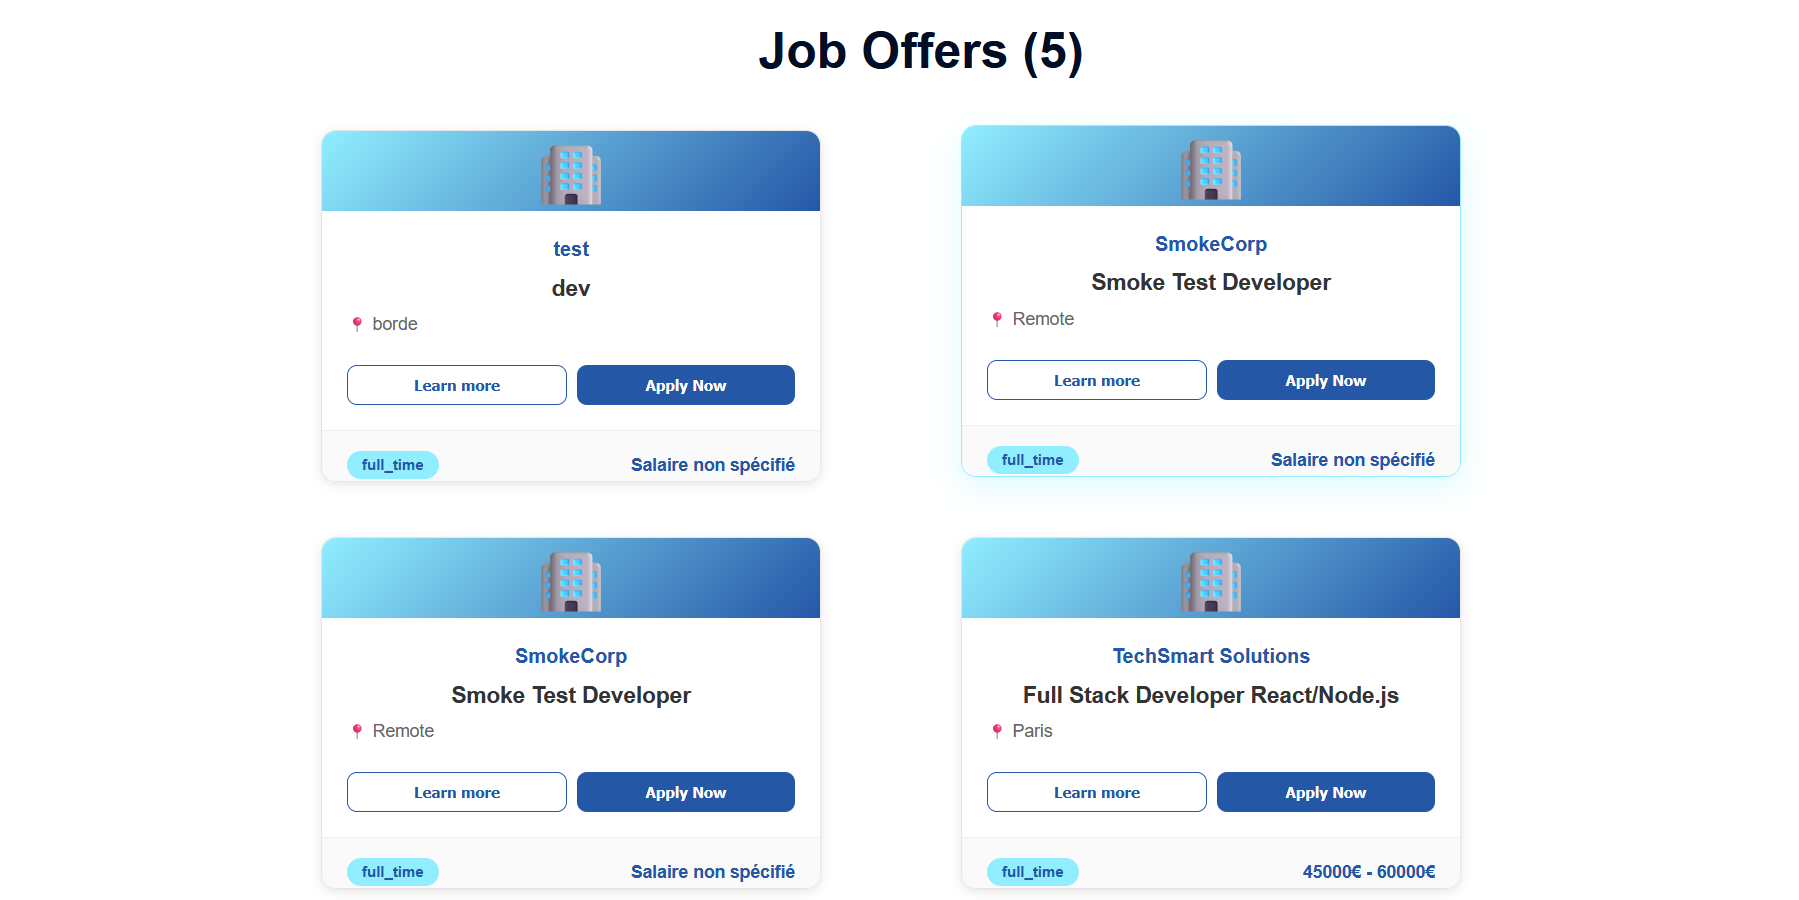 Job Offers (5)
test
dev
borde
Learn more
Apply Now
full_time
Salaire non spécifié
SmokeCorp
Smoke Test Developer
Remote
Learn more
Apply Now
full_time
Salaire non spécifié
SmokeCorp
Smoke Test Developer
Remote
Learn more
Apply Now
full_time
Salaire non spécifié
TechSmart Solutions
Full Stack Developer React/Node.js
Paris
Learn more
Apply Now
full_time
45000€ - 60000€